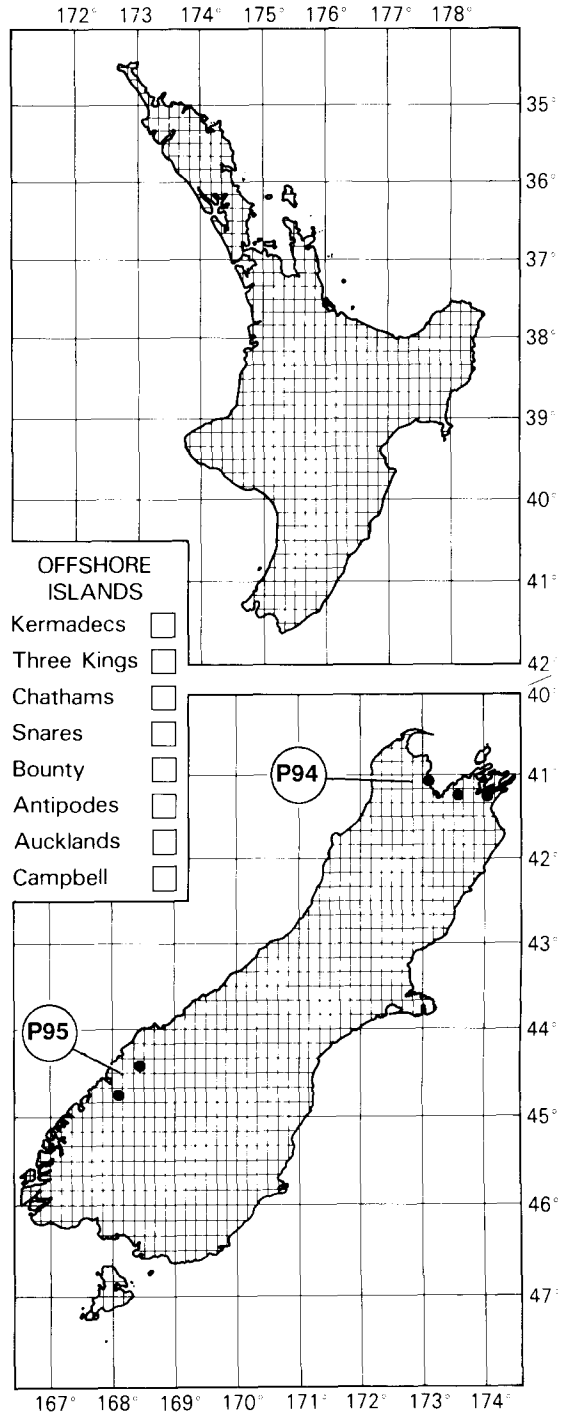 172° 173° 174° 175° 176° 177° 178°
35°
36°
37°
38°
39°
40°
41°
42°
OFFSHORE
ISLANDS
Kermadecs
Three Kings
Chathams
Snares
Bounty
Antipodes
Aucklands
Campbell
40°
P94
41°
42°
43°
P95
44°
45°
46°
47°
167° 168° 169° 170° 171° 172° 173° 174°